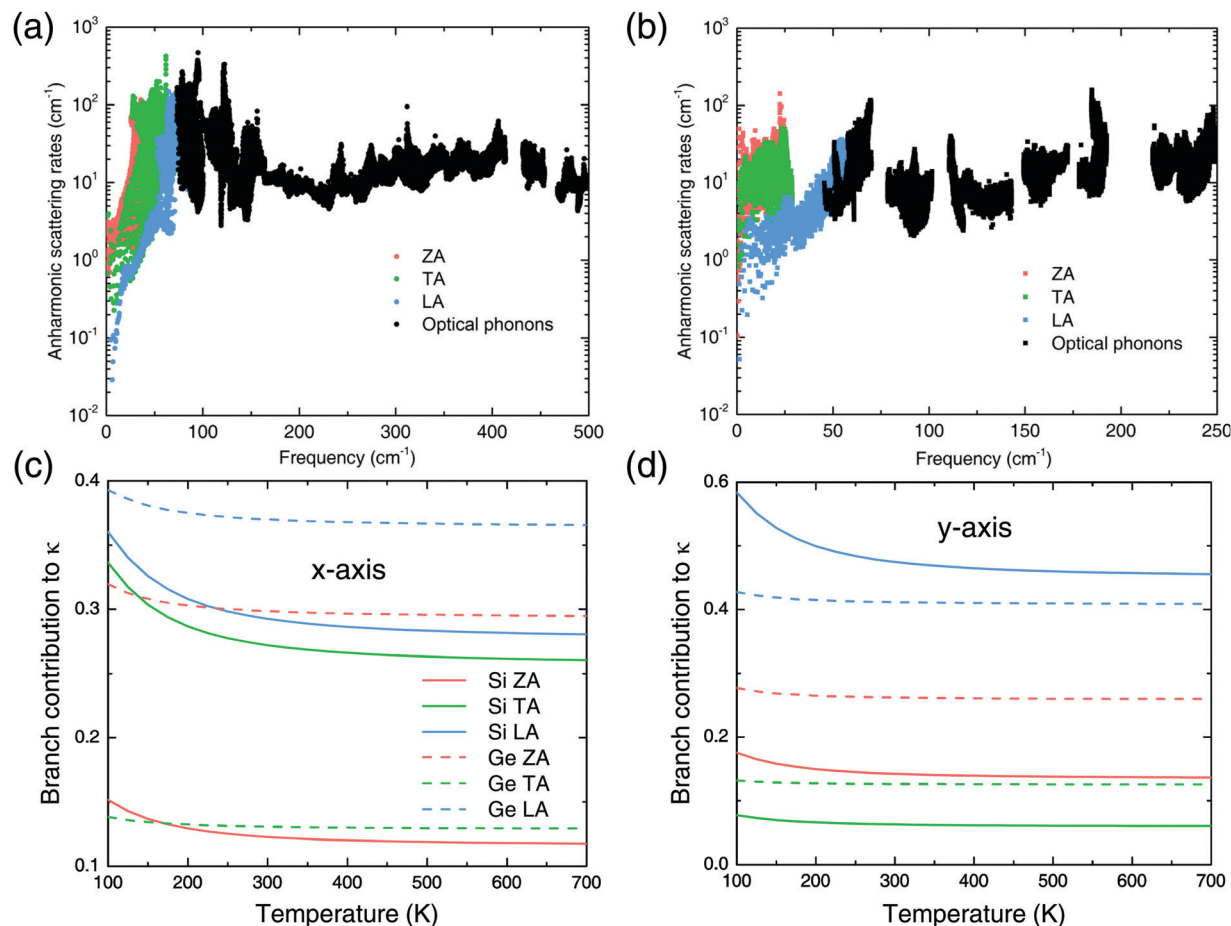 (a)
Anharmonic scattering rates (cm⁻¹)
10³
10²
10¹
10⁰
10⁻¹
10⁻²
ZA
TA
LA
Optical phonons
0 100 200 300 400 500
Frequency (cm⁻¹)
(b)
Anharmonic scattering rates (cm⁻¹)
10³
10²
10¹
10⁰
10⁻¹
10⁻²
ZA
TA
LA
Optical phonons
0 50 100 150 200 250
Frequency (cm⁻¹)
(c)
Branch contribution to κ
0.4
0.3
0.2
0.1
x-axis
Si ZA
Si TA
Si LA
Ge ZA
Ge TA
Ge LA
100 200 300 400 500 600 700
Temperature (K)
(d)
Branch contribution to κ
0.6
0.4
0.2
0.0
y-axis
100 200 300 400 500 600 700
Temperature (K)